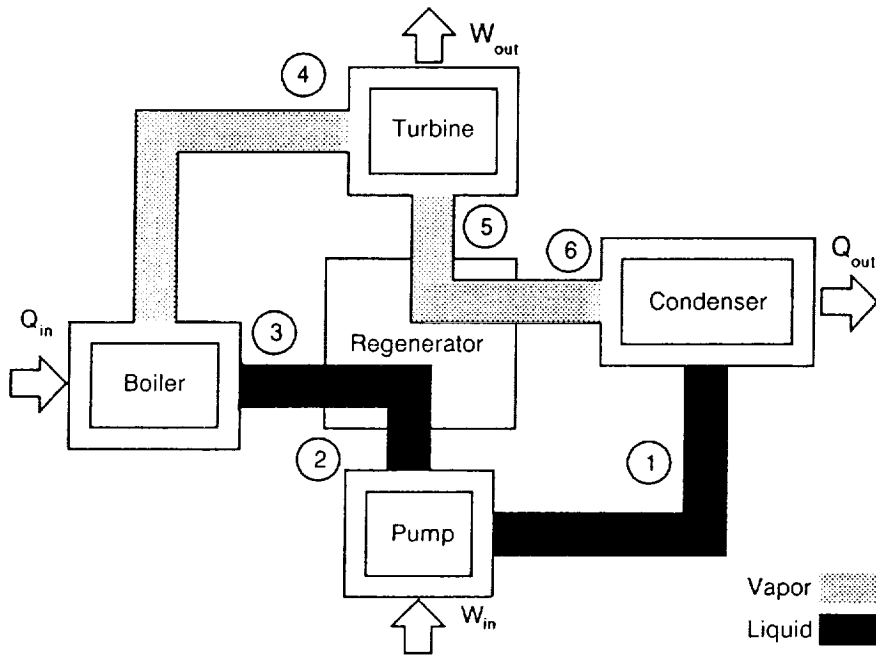 W out
4
Turbine
5
6
Q out
Condenser
Q in
3
Regenerator
Boiler
2
1
Pump
Vapor
W in
Liquid